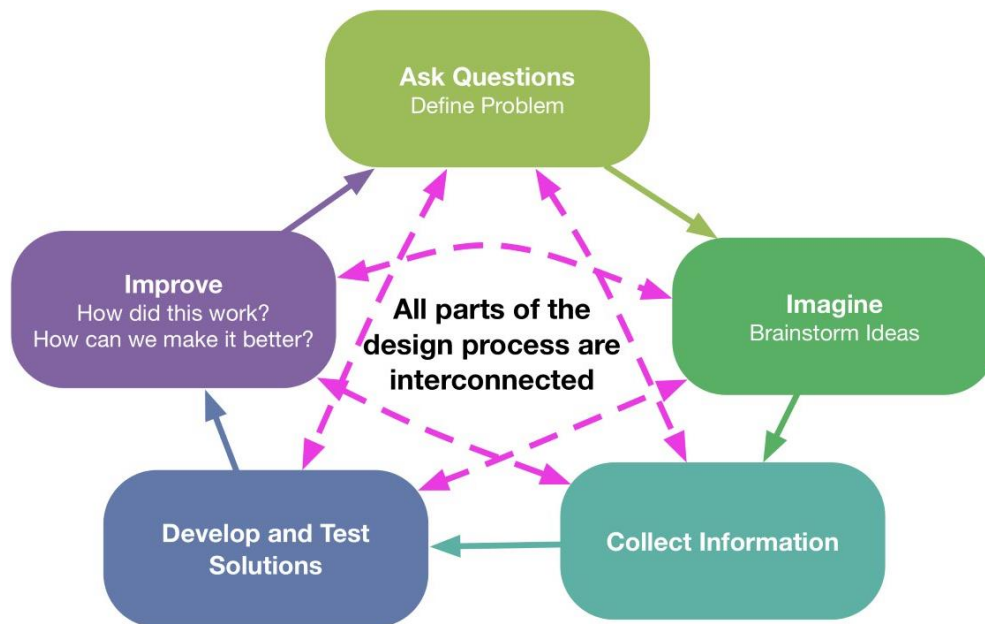 Ask Questions
Define Problem
Improve
How did this work?
How can we make it better?
All parts of the
design process are
interconnected
Imagine
Brainstorm Ideas
Develop and Test
Solutions
Collect Information